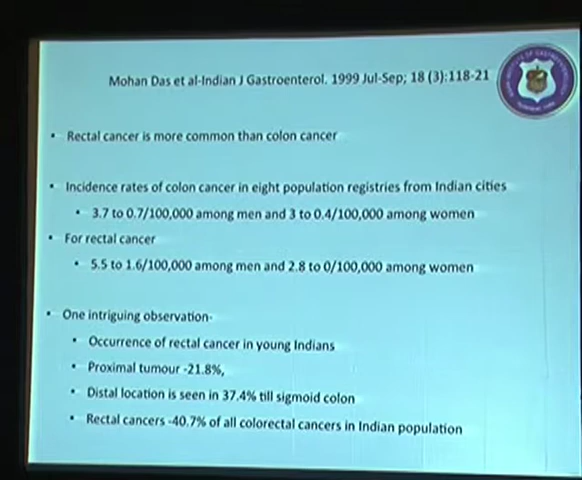 Mohan Das et al-Indian J Gastroenterol. 1999 Jul-Sep; 18 (3):118-21
• Rectal cancer is more common than colon cancer
• Incidence rates of colon cancer in eight population registries from Indian cities
• 3.7 to 0.7/100,000 among men and 3 to 0.4/100,000 among women
• For rectal cancer
• 5.5 to 1.6/100,000 among men and 2.8 to 0/100,000 among women
• One intriguing observation-
• Occurrence of rectal cancer in young Indians
• Proximal tumour -21.8%,
• Distal location is seen in 37.4% till sigmoid colon
• Rectal cancers -40.7% of all colorectal cancers in Indian population